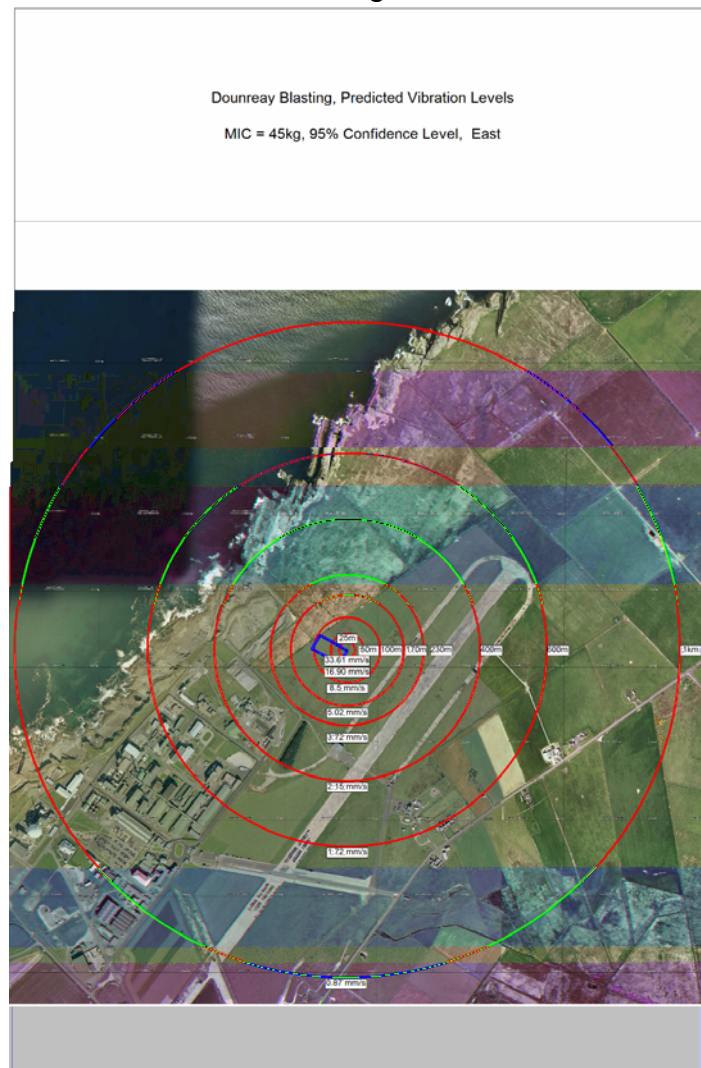 Dounreay Blasting, Predicted Vibration Levels
MIC = 45kg, 95% Confidence Level, East
25m
50m 100m 170m 230m 400m 600m 1km
33.61 mm/s
16.90 mm/s
8.5 mm/s
5.02 mm/s
3.72 mm/s
2.15 mm/s
1.72 mm/s
0.87 mm/s